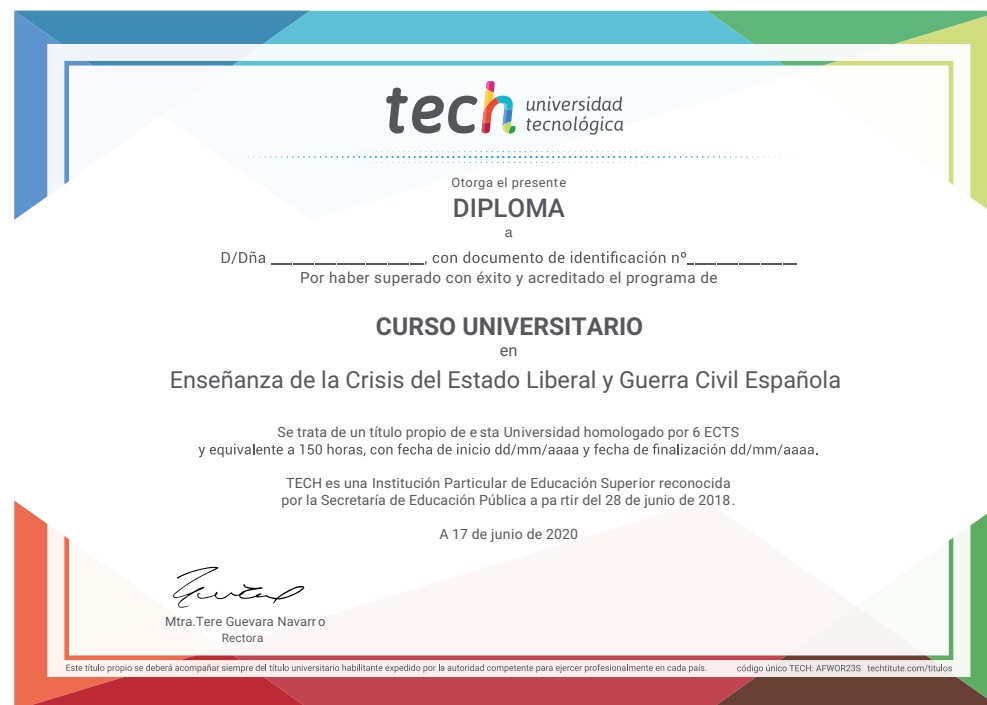 tech universidad
tecnológica
Otorga el presente
DIPLOMA
a
D/Dña ____________________, con documento de identificación nº______________
Por haber superado con éxito y acreditado el programa de
CURSO UNIVERSITARIO
en
Enseñanza de la Crisis del Estado Liberal y Guerra Civil Española
Se trata de un título propio de e sta Universidad homologado por 6 ECTS
y equivalente a 150 horas, con fecha de inicio dd/mm/aaaa y fecha de finalización dd/mm/aaaa.
TECH es una Institución Particular de Educación Superior reconocida
por la Secretaría de Educación Pública a pa rtir del 28 de junio de 2018.
A 17 de junio de 2020
Mtra.Tere Guevara Navarro
Rectora
Este título propio se deberá acompañar siempre del título universitario habilitante expedido por la autoridad competente para ejercer profesionalmente en cada país. código único TECH: AFWOR23S techtitute.com/titulos